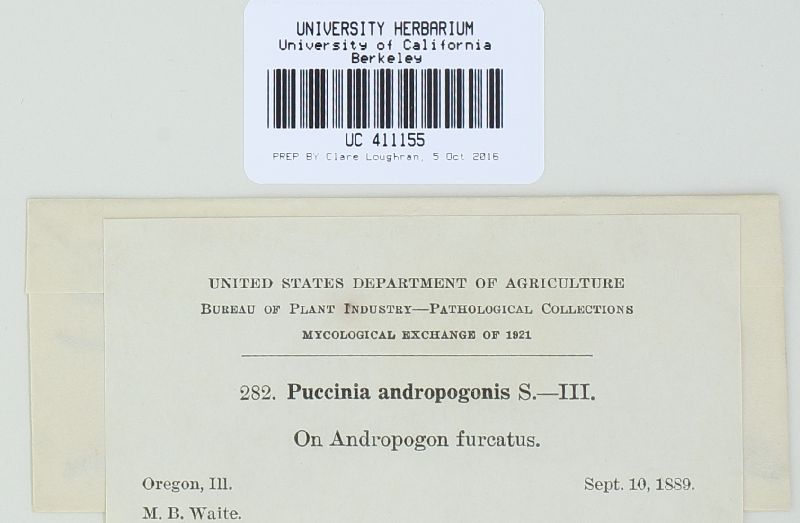 UNIVERSITY HERBARIUM
University of California
Berkeley
UC 411155
PREP BY Clare Loughran, 5 Oct 2016
UNITED STATES DEPARTMENT OF AGRICULTURE
BUREAU OF PLANT INDUSTRY—PATHOLOGICAL COLLECTIONS
MYCOLOGICAL EXCHANGE OF 1921
282. Puccinia andropogonis S.—III.
On Andropogon furcatus.
Oregon, Ill. Sept. 10, 1889.
M. B. Waite.